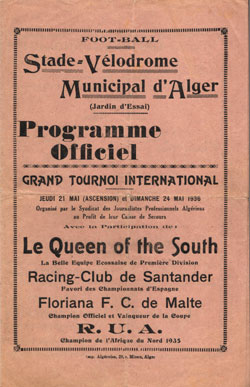 FOOT-BALL
Stade-Vélodrome
Municipal d'Alger
(Jardin d'Essai)
Programme
Officiel
GRAND TOURNOI INTERNATIONAL
JEUDI 21 MAI (ASCENSION) et DIMANCHE 24 MAI 1936
Organisé par le Syndicat des Journalistes Professionnels Algériens
au Profit de leur Caisse de Secours
Avec la Participation de:
Le Queen of the South
La Belle Equipe Ecossaise de Première Division
Racing-Club de Santander
Favori des Championnats d'Espagne
Floriana F. C. de Malte
Champion Officiel et Vainqueur de la Coupe
R. U. A.
Champion de l'Afrique du Nord 1935
Alger